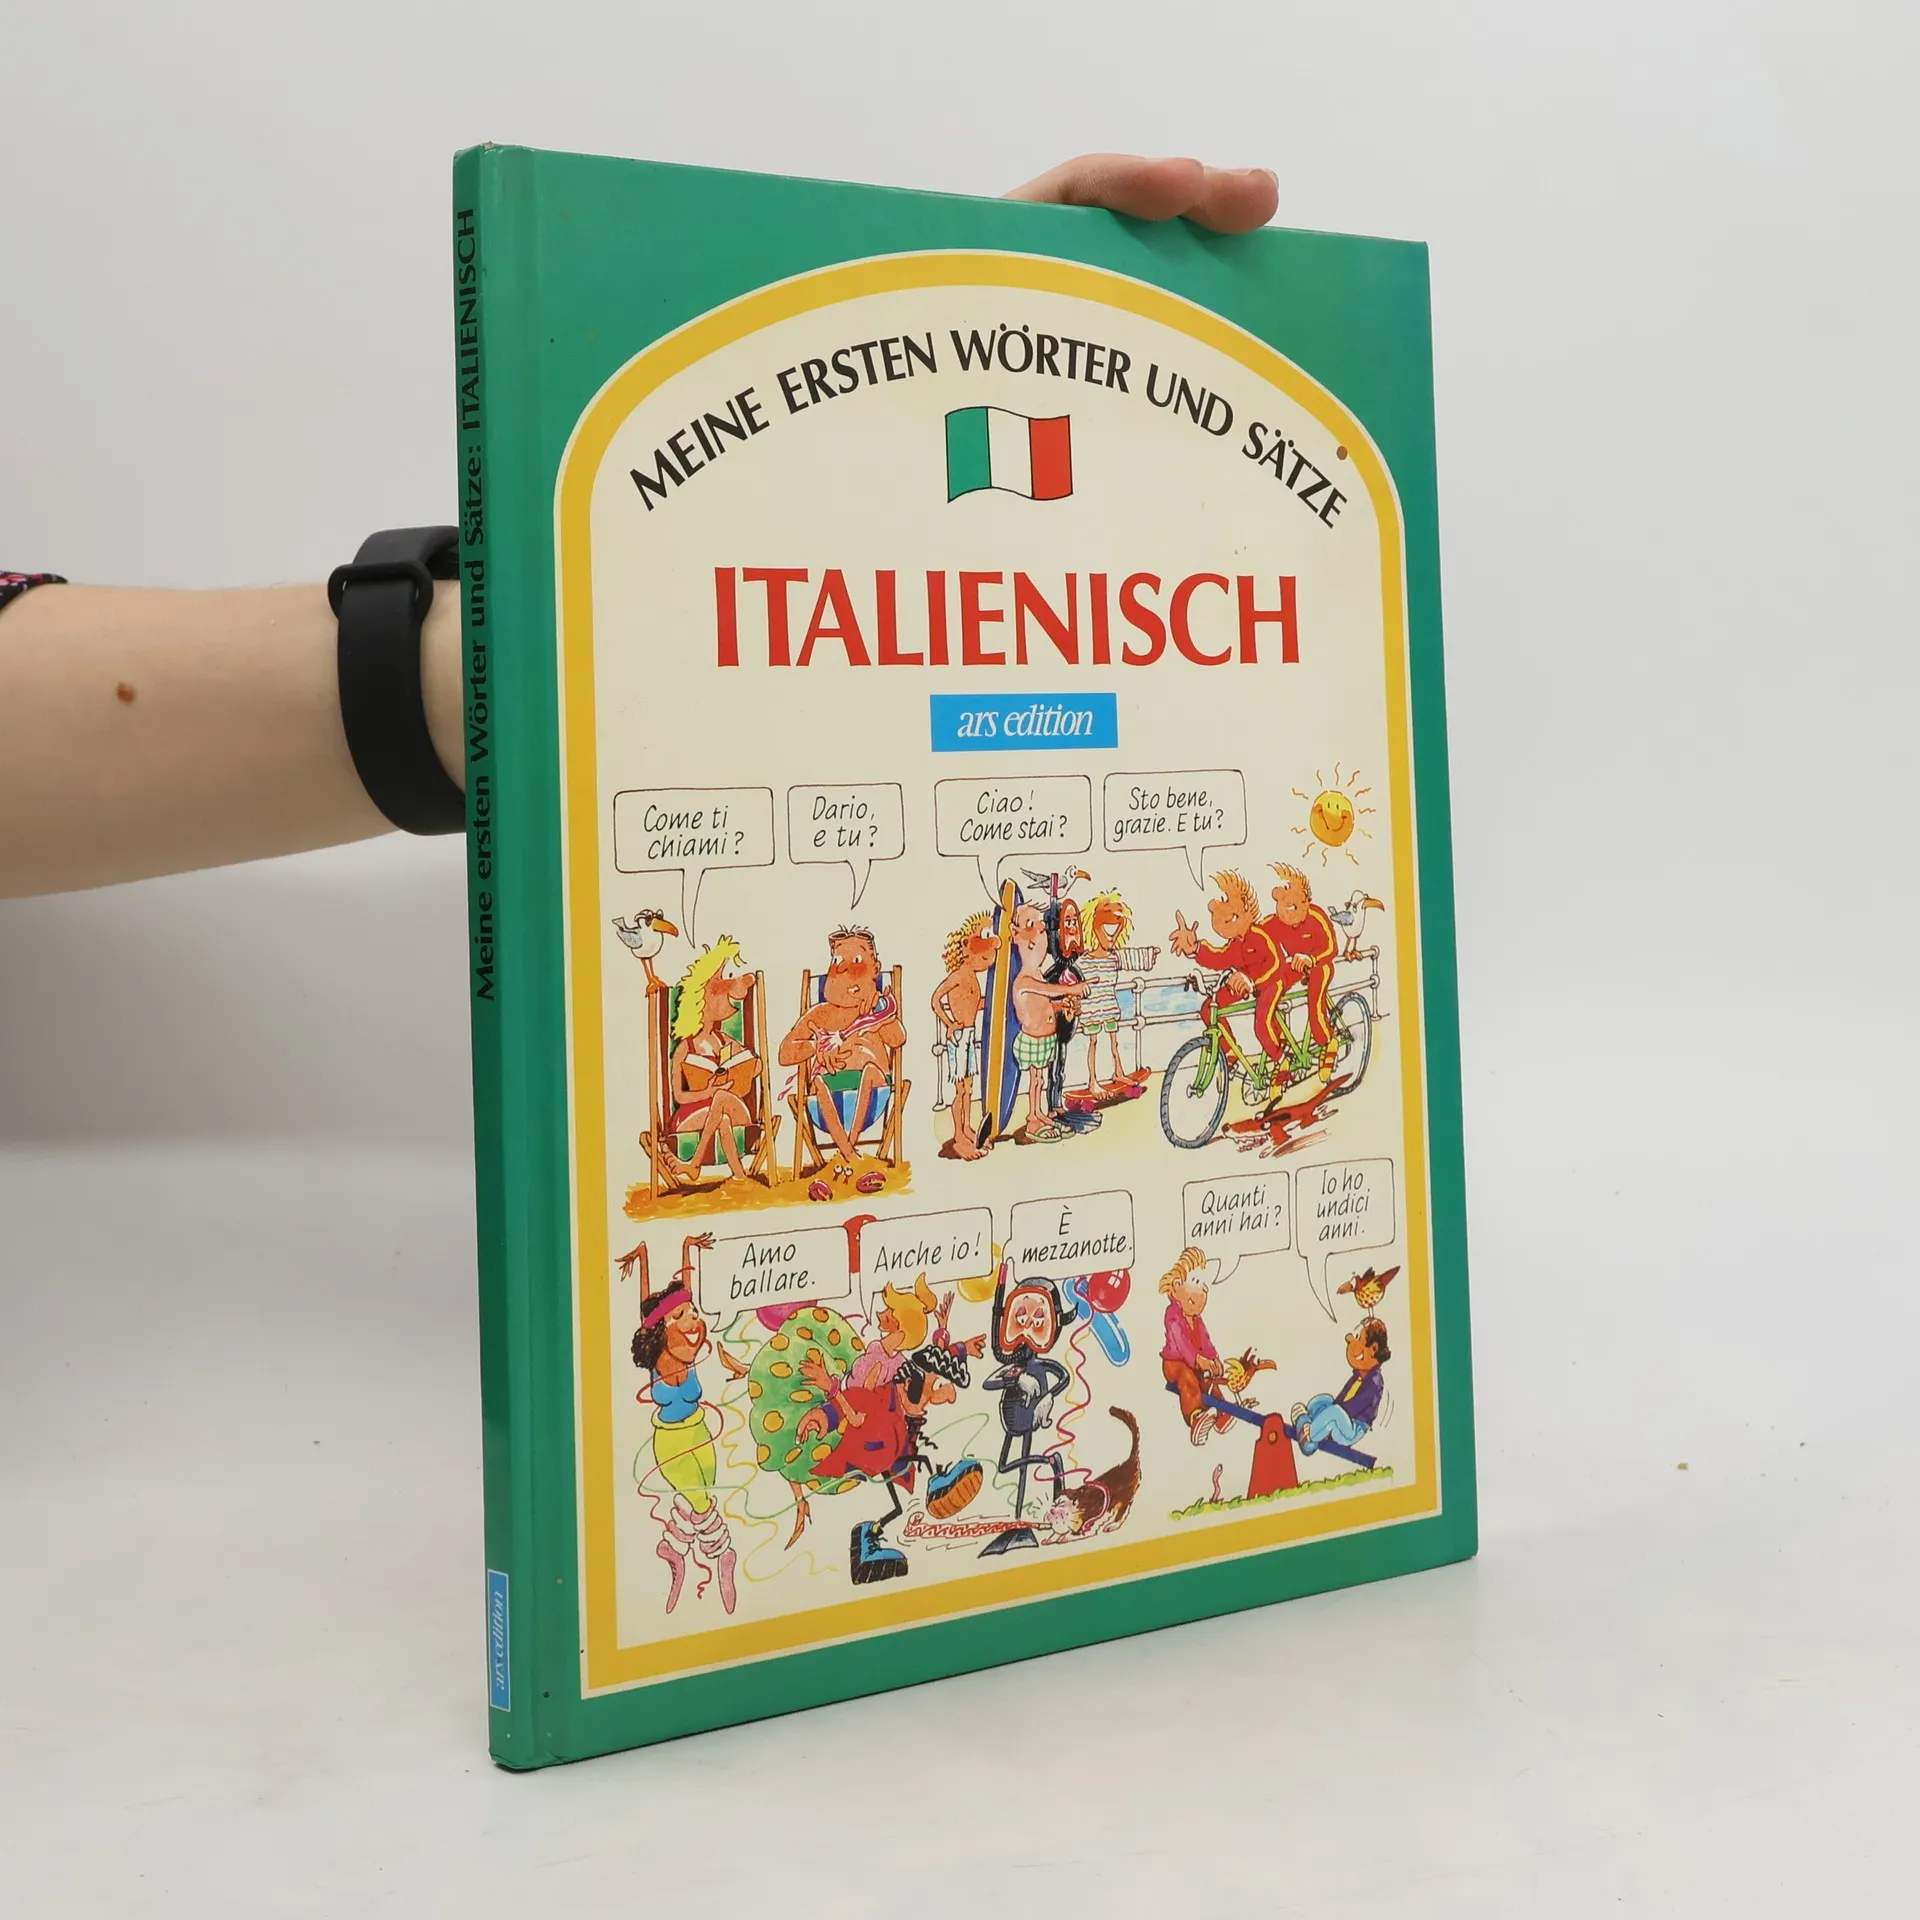 Meine ersten Wörter und Sätze: ITALIENISCH
ars edition
MEINE ERSTEN WÖRTER UND SÄTZE
ITALIENISCH
ars edition
Come ti
chiami?
Dario,
e tu?
Ciao!
Come stai?
Sto bene,
grazie. E tu?
Amo
ballare.
Anche io!
È
mezzanotte.
Quanti
anni hai?
Io ho
undici
anni.